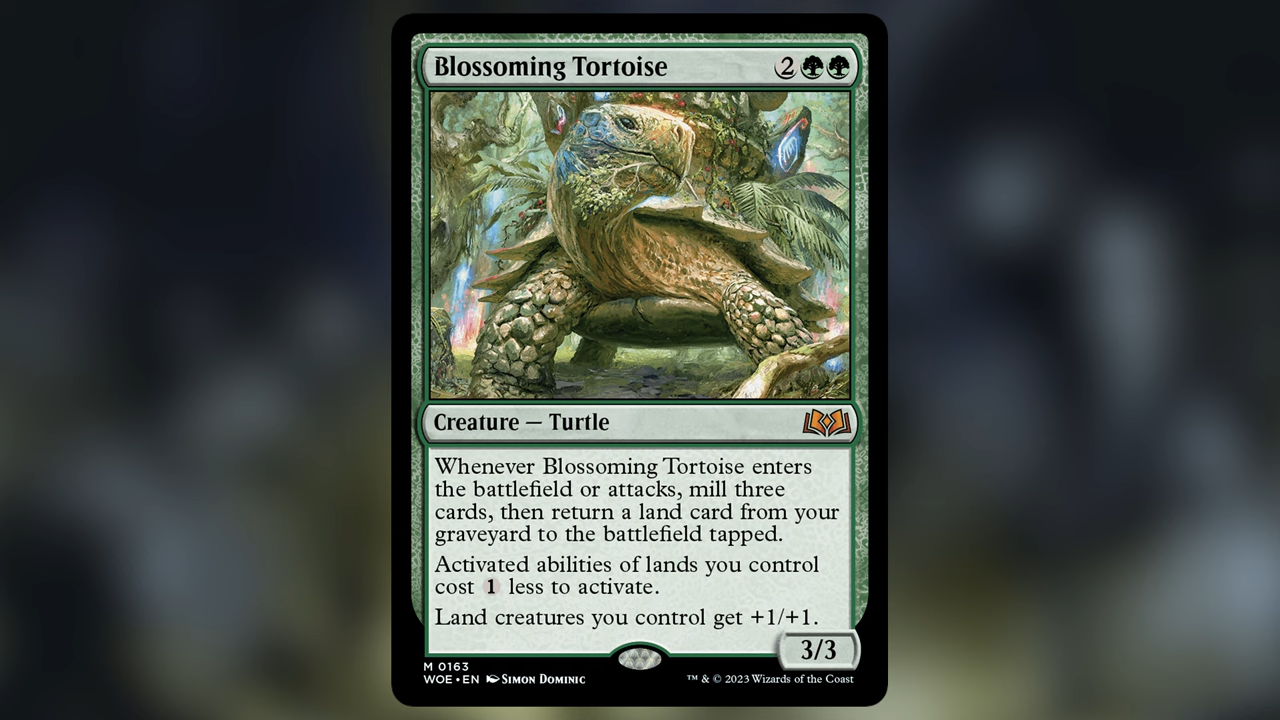 Blossoming Tortoise 2
Creature — Turtle
Whenever Blossoming Tortoise enters
the battlefield or attacks, mill three
cards, then return a land card from your
graveyard to the battlefield tapped.
Activated abilities of lands you control
cost 1 less to activate.
Land creatures you control get +1/+1.
3/3
M 0163
WOE • EN Simon Dominic
™ & © 2023 Wizards of the Coast